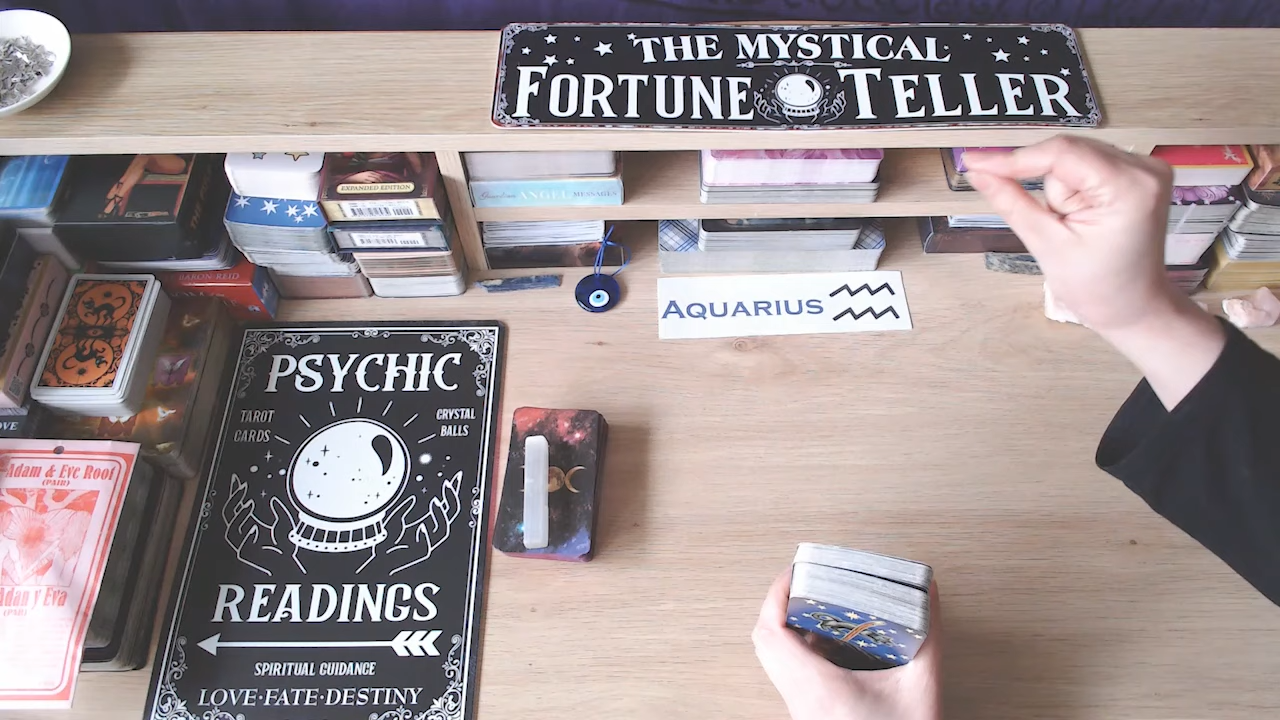 THE MYSTICAL
FORTUNE TELLER
EXPANDED EDITION
ANGEL MESSAGES
BARON-REID
AQUARIUS
PSYCHIC
TAROT
CARDS
CRYSTAL
BALLS
READINGS
SPIRITUAL GUIDANCE
LOVE·FATE·DESTINY
Adam & Eve Root
(PAIR)
Adan y Eva
(PAR)